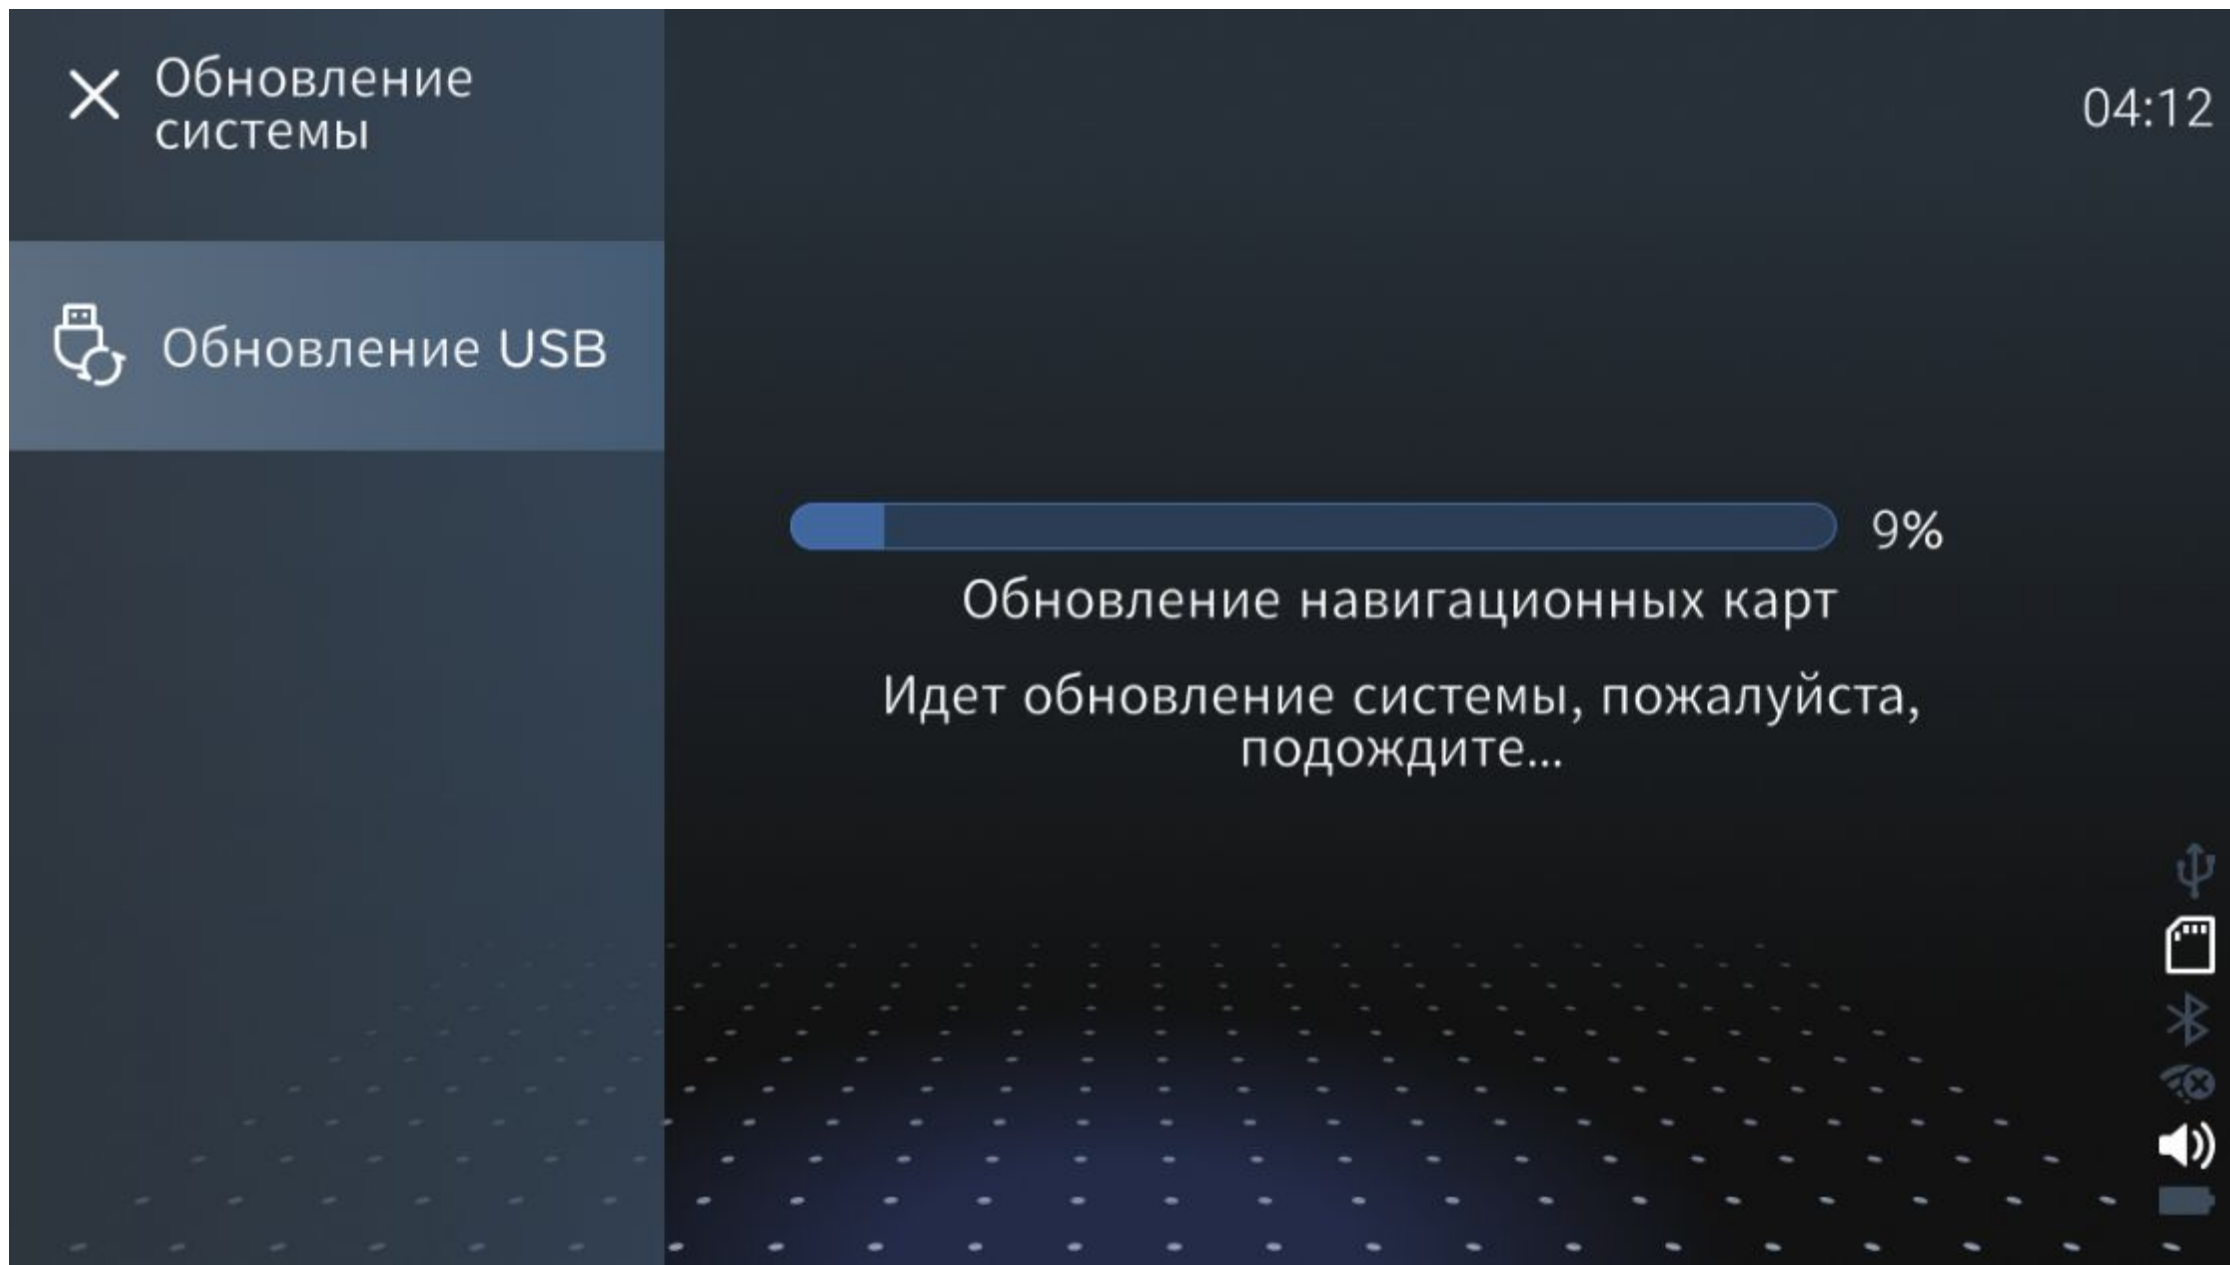 Обновление
системы
04:12
Обновление USB
9%
Обновление навигационных карт
Идет обновление системы, пожалуйста,
подождите...